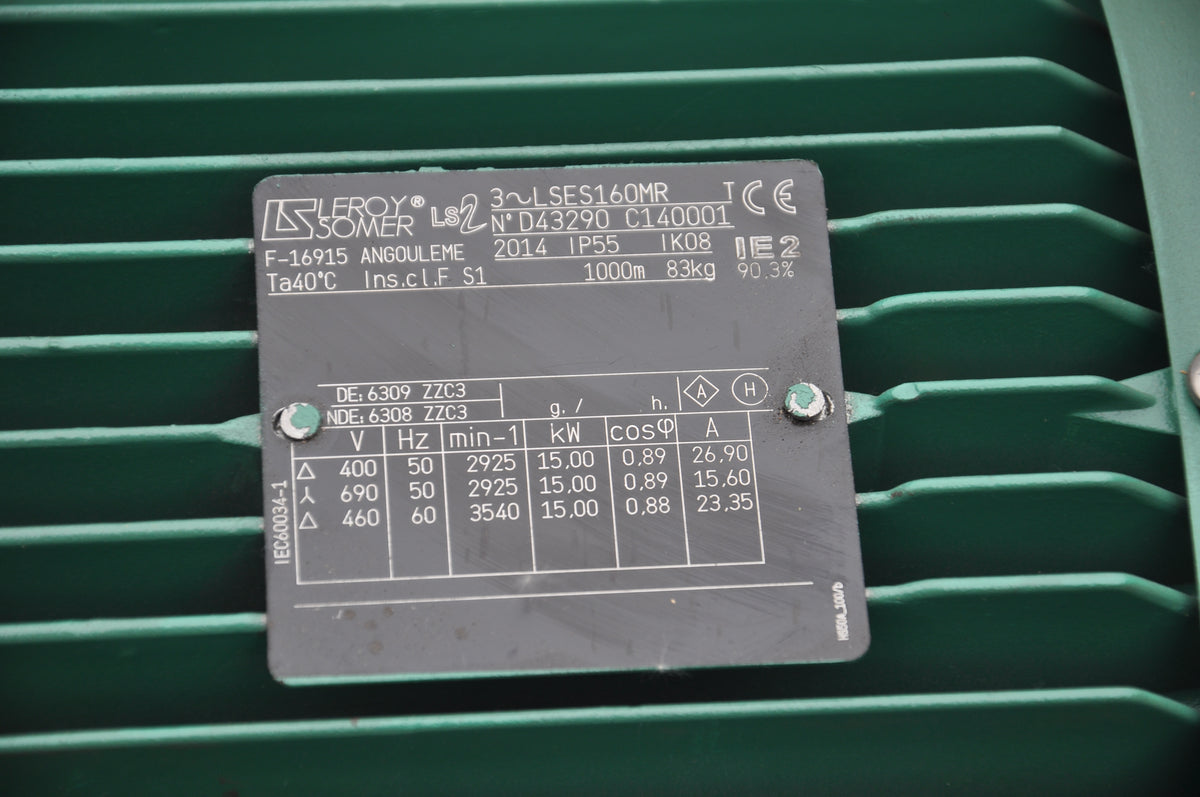 LEROY® SOMER LS2 3~LSES160MR T CE
N° D43290 C140001
F-16915 ANGOULEME 2014 IP55 IK08 IE2
Ta40°C Ins.cl.F S1 1000m 83kg 90.3%
DE: 6309 ZZC3
NDE: 6308 ZZC3 g. / h. A H
V Hz min-1 kW cosφ A
Δ 400 50 2925 15,00 0,89 26,90
⅄ 690 50 2925 15,00 0,89 15,60
Δ 460 60 3540 15,00 0,88 23,35
IEC60034-1